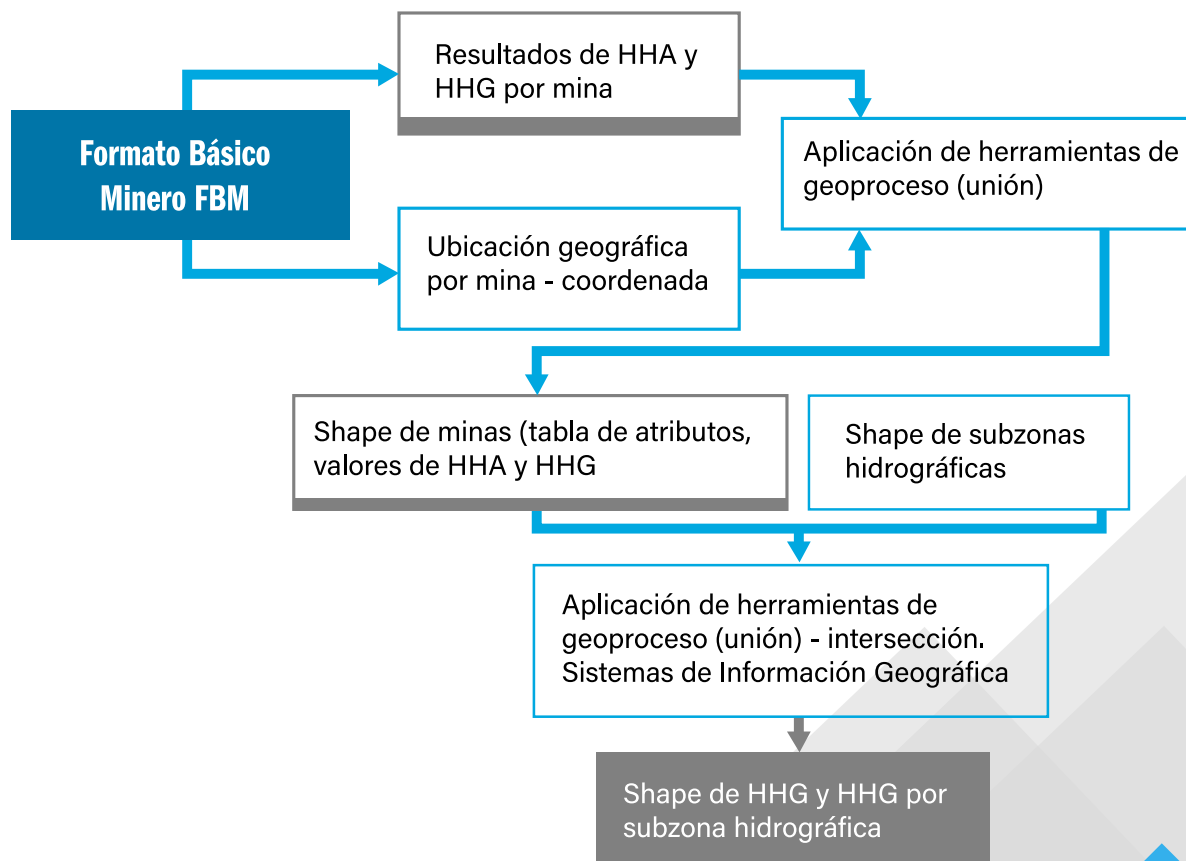 Resultados de HHA y
HHG por mina
Formato Básico
Minero FBM
Aplicación de herramientas de
geoproceso (unión)
Ubicación geográfica
por mina - coordenada
Shape de minas (tabla de atributos,
valores de HHA y HHG
Shape de subzonas
hidrográficas
Aplicación de herramientas de
geoproceso (unión) - intersección.
Sistemas de Información Geográfica
Shape de HHG y HHG por
subzona hidrográfica